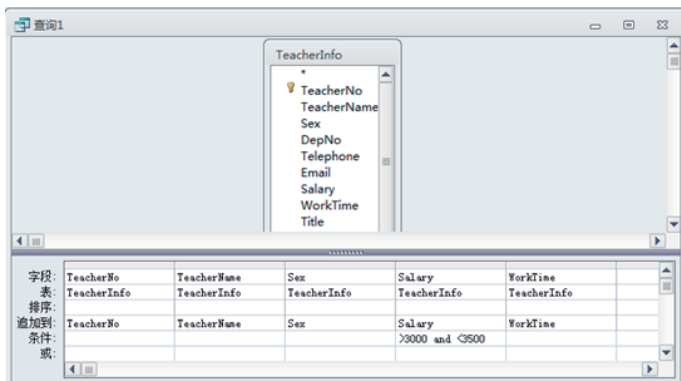 查询1
TeacherInfo
*
TeacherNo
TeacherName
Sex
DepNo
Telephone
Email
Salary
WorkTime
Title
字段: TeacherNo TeacherName Sex Salary WorkTime
表: TeacherInfo TeacherInfo TeacherInfo TeacherInfo TeacherInfo
排序:
追加到: TeacherNo TeacherName Sex Salary WorkTime
条件: >3000 and <3500
或: